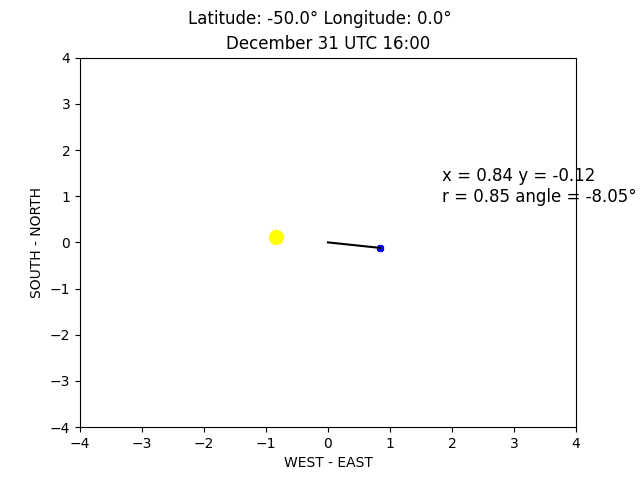 Latitude: -50.0° Longitude: 0.0°
December 31 UTC 16:00
4
3
2
1
0
−1
−2
−3
−4
SOUTH - NORTH
x = 0.84 y = -0.12
r = 0.85 angle = -8.05°
−4 −3 −2 −1 0 1 2 3 4
WEST - EAST